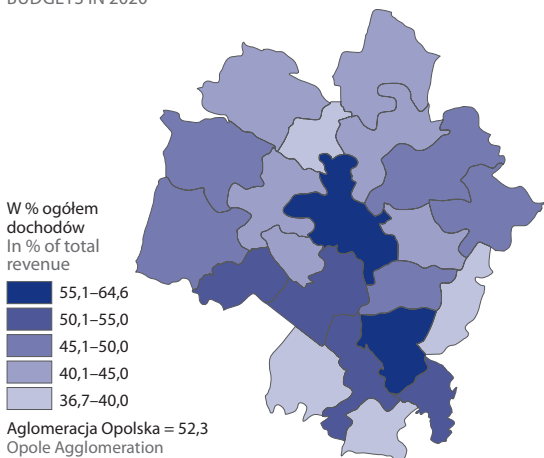 BUDGETS IN 2020
W % ogółem
dochodów
In % of total
revenue
55,1–64,6
50,1–55,0
45,1–50,0
40,1–45,0
36,7–40,0
Aglomeracja Opolska = 52,3
Opole Agglomeration